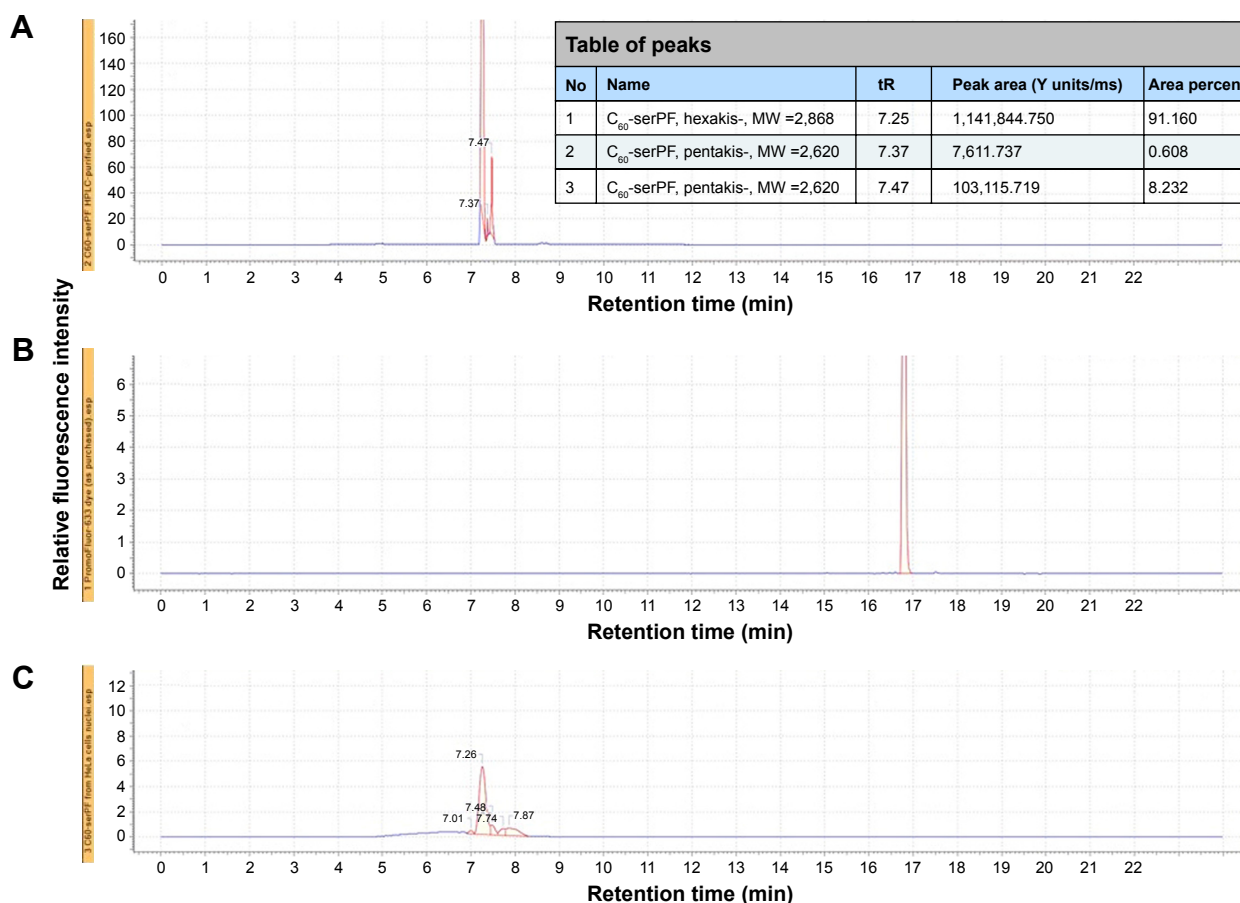 A
2 C60-serPF HPLC-purified.esp
160
140
120
100
80
60
40
20
0
7.47
7.37
Table of peaks
No Name tR Peak area (Y units/ms) Area percen
1 C60-serPF, hexakis-, MW =2,868 7.25 1,141,844.750 91.160
2 C60-serPF, pentakis-, MW =2,620 7.37 7,611.737 0.608
3 C60-serPF, pentakis-, MW =2,620 7.47 103,115.719 8.232
0 1 2 3 4 5 6 7 8 9 10 11 12 13 14 15 16 17 18 19 20 21 22
Retention time (min)
Relative fluorescence intensity
B
1 PromoFluor-633 dye (as purchased).esp
6
5
4
3
2
1
0
0 1 2 3 4 5 6 7 8 9 10 11 12 13 14 15 16 17 18 19 20 21 22
Retention time (min)
C
3 C60-serPF from HeLa cells nuclei.esp
12
10
8
6
4
2
0
7.26
7.48
7.01 7.74 7.87
0 1 2 3 4 5 6 7 8 9 10 11 12 13 14 15 16 17 18 19 20 21 22
Retention time (min)